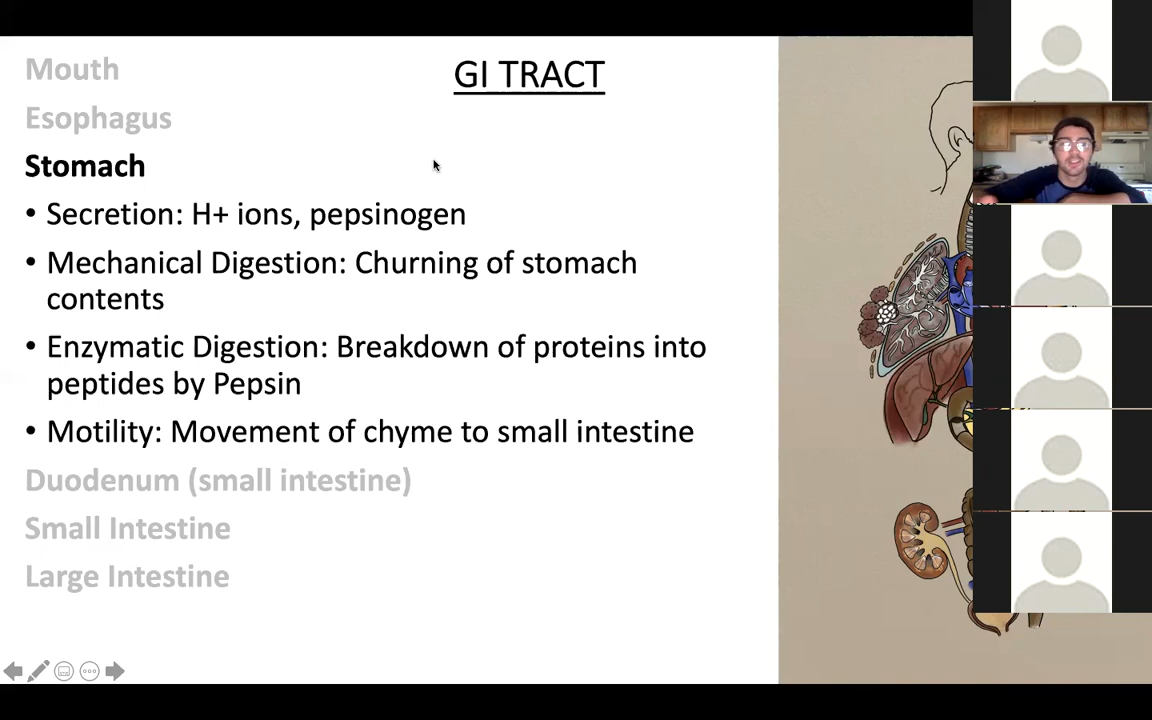 GI TRACT
Mouth
Esophagus
Stomach
• Secretion: H+ ions, pepsinogen
• Mechanical Digestion: Churning of stomach
contents
• Enzymatic Digestion: Breakdown of proteins into
peptides by Pepsin
• Motility: Movement of chyme to small intestine
Duodenum (small intestine)
Small Intestine
Large Intestine